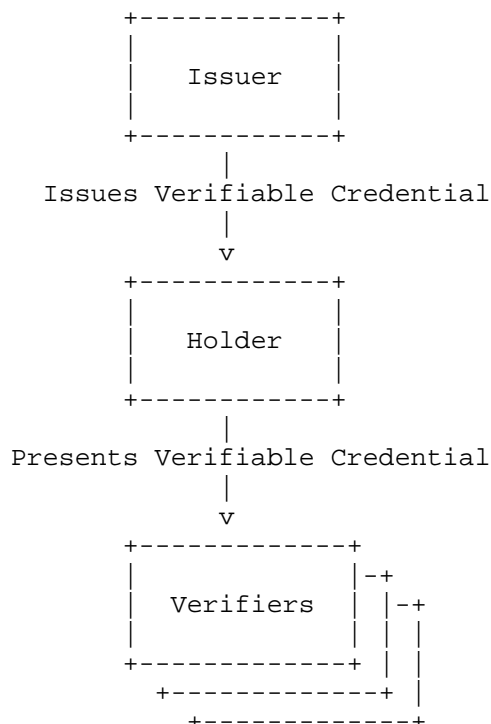 Issuer
Issues Verifiable Credential
v
Holder
Presents Verifiable Credential
v
Verifiers